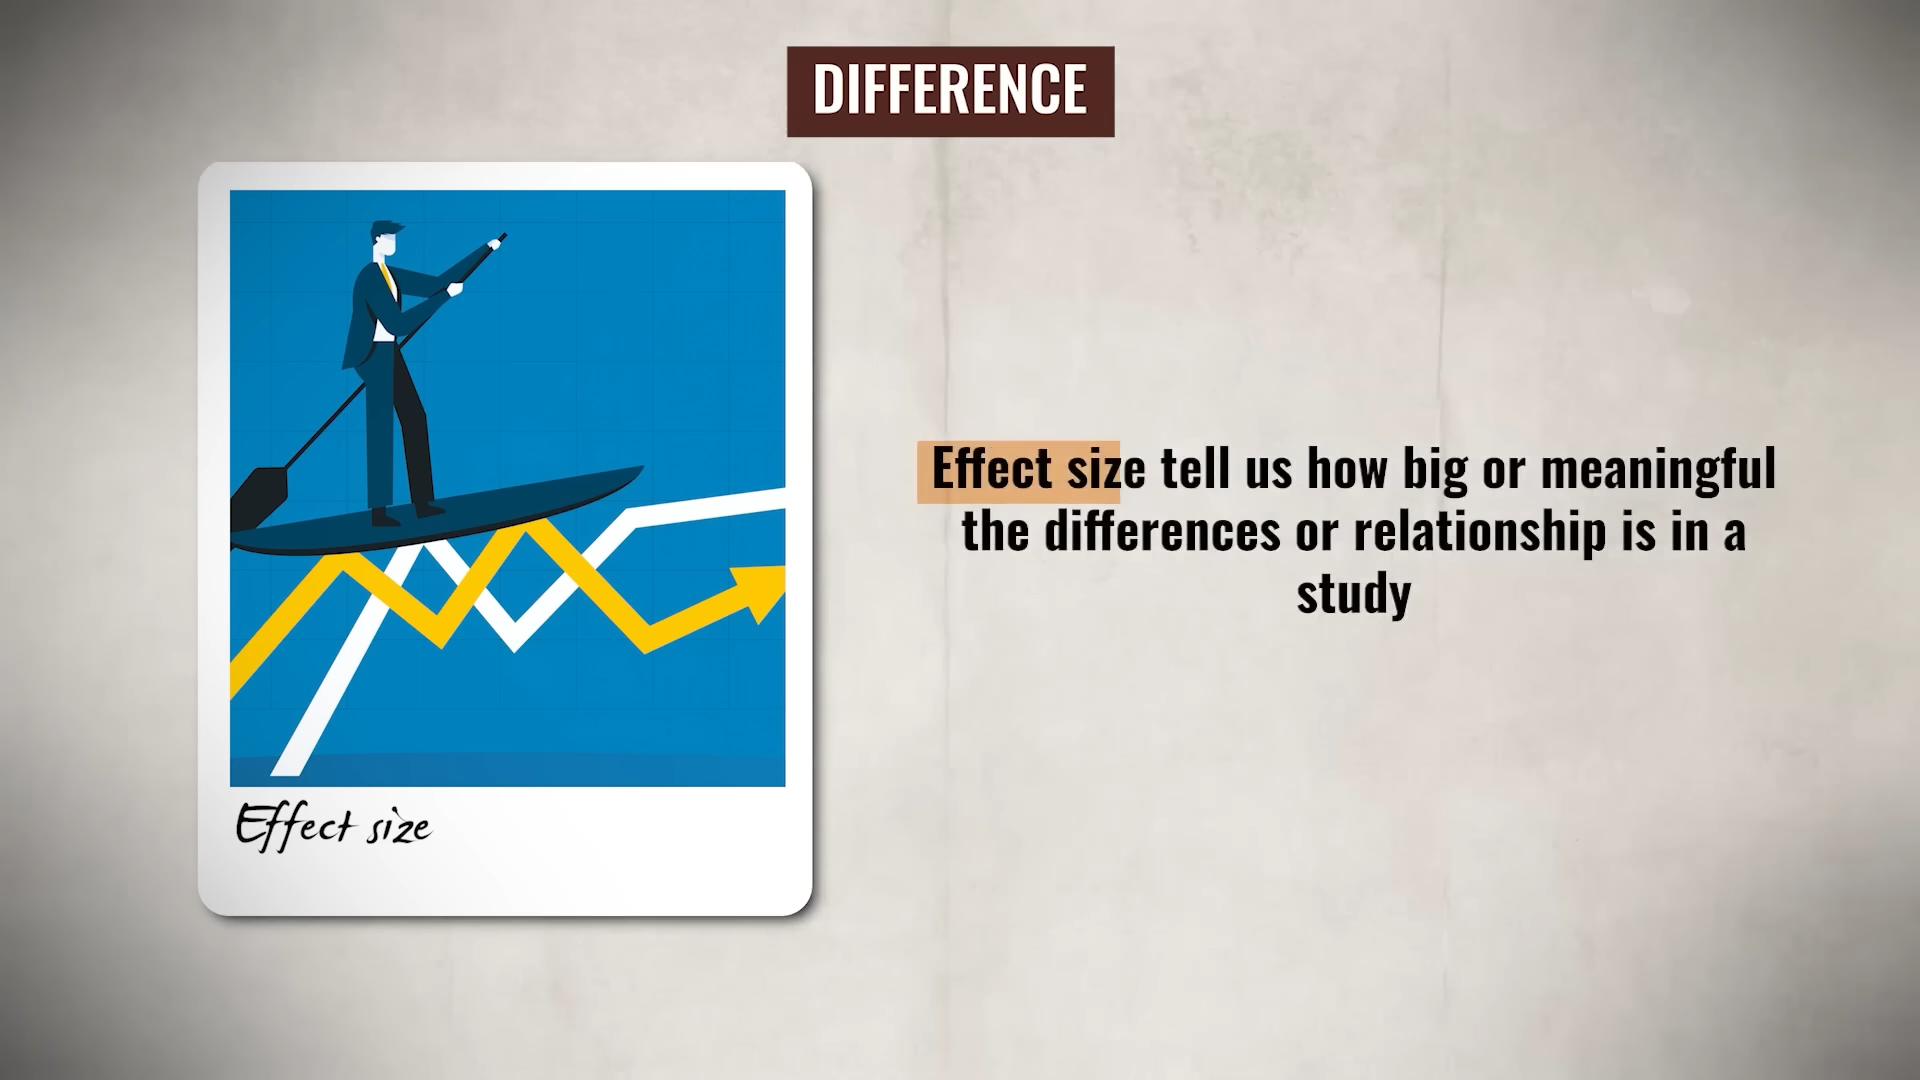 DIFFERENCE
Effect size tell us how big or meaningful
the differences or relationship is in a
study
Effect size